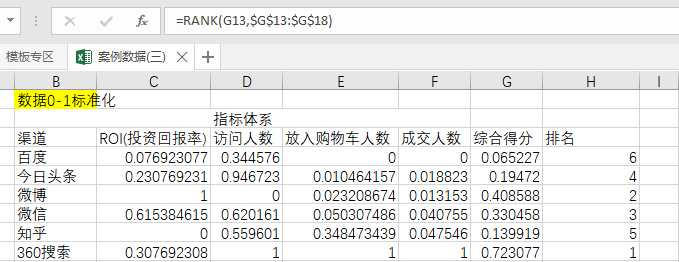 =RANK(G13,$G$13:$G$18)
模板专区 案例数据(三)
B C D E F G H I
数据0-1标准化
指标体系
渠道 ROI(投资回报率) 访问人数 放入购物车人数 成交人数 综合得分 排名
百度 0.076923077 0.344576 0 0 0.065227 6
今日头条 0.230769231 0.946723 0.010464157 0.018823 0.19472 4
微博 1 0 0.023208674 0.013153 0.408588 2
微信 0.615384615 0.620161 0.050307486 0.040755 0.330458 3
知乎 0 0.559601 0.348473439 0.047546 0.139919 5
360搜索 0.307692308 1 1 1 0.723077 1